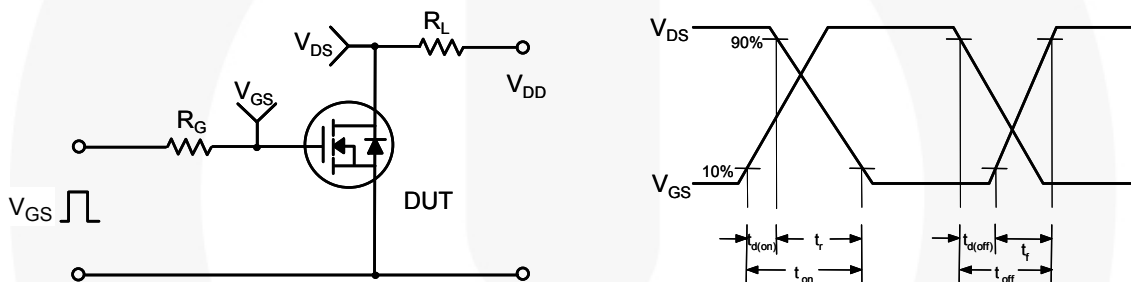 R_L
V_DS
V_DD
V_GS
R_G
DUT
V_GS
V_DS
90%
10%
V_GS
t_d(on)
t_r
t_on
t_d(off)
t_f
t_off